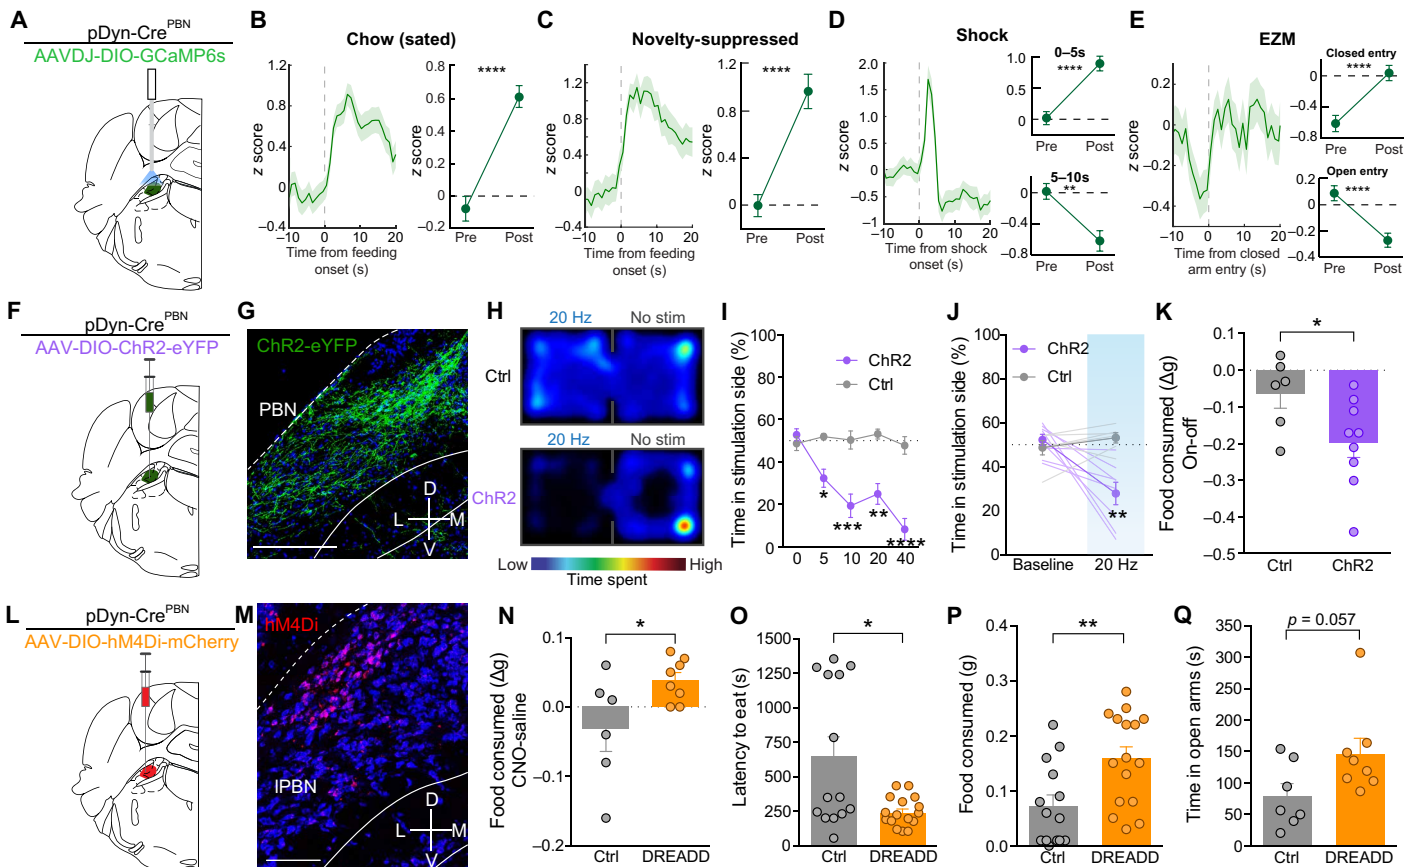 A
pDyn-Cre^PBN
AAVDJ-DIO-GCaMP6s
B
Chow (sated)
z score
1.2
0.8
0.4
0
–0.4
–10
0
10
20
Time from feeding
onset (s)
****
z score
0.8
0.6
0.4
0.2
0
–0.2
Pre
Post
C
Novelty-suppressed
z score
1.6
1.2
0.8
0.4
0
–0.4
–10
0
10
20
Time from feeding
onset (s)
****
z score
1.2
0.8
0.4
0
Pre
Post
D
Shock
z score
2
1.5
1
0.5
0
–0.5
–1
–10
0
10
20
Time from shock
onset (s)
0–5s
****
1.0
0.8
0.4
0
Pre
Post
5–10s
**
0.2
0
–0.4
–0.8
Pre
Post
E
EZM
z score
0.2
0
–0.2
–0.4
–10
0
10
20
Time from closed
arm entry (s)
Closed entry
****
0
–0.4
–0.8
Pre
Post
Open entry
****
0.2
0
–0.2
–0.4
Pre
Post
F
pDyn-Cre^PBN
AAV-DIO-ChR2-eYFP
G
ChR2-eYFP
PBN
D
L
M
V
H
20 Hz
No stim
Ctrl
20 Hz
No stim
ChR2
Low
High
Time spent
I
Time in stimulation side (%)
100
80
60
40
20
0
ChR2
Ctrl
*
***
**
****
0
5
10
20
40
J
Time in stimulation side (%)
100
80
60
40
20
0
ChR2
Ctrl
**
Baseline
20 Hz
K
Food consumed (Δg)
On-off
0.1
0.0
–0.1
–0.2
–0.3
–0.4
–0.5
*
Ctrl
ChR2
L
pDyn-Cre^PBN
AAV-DIO-hM4Di-mCherry
M
hM4Di
lPBN
D
L
M
V
N
Food consumed (Δg)
CNO-saline
0.1
0.0
–0.1
–0.2
*
Ctrl
DREADD
O
Latency to eat (s)
1500
1250
1000
750
500
250
0
*
Ctrl
DREADD
P
Food consumed (g)
0.4
0.3
0.2
0.1
0.0
**
Ctrl
DREADD
Q
Time in open arms (s)
350
300
250
200
150
100
50
0
p = 0.057
Ctrl
DREADD